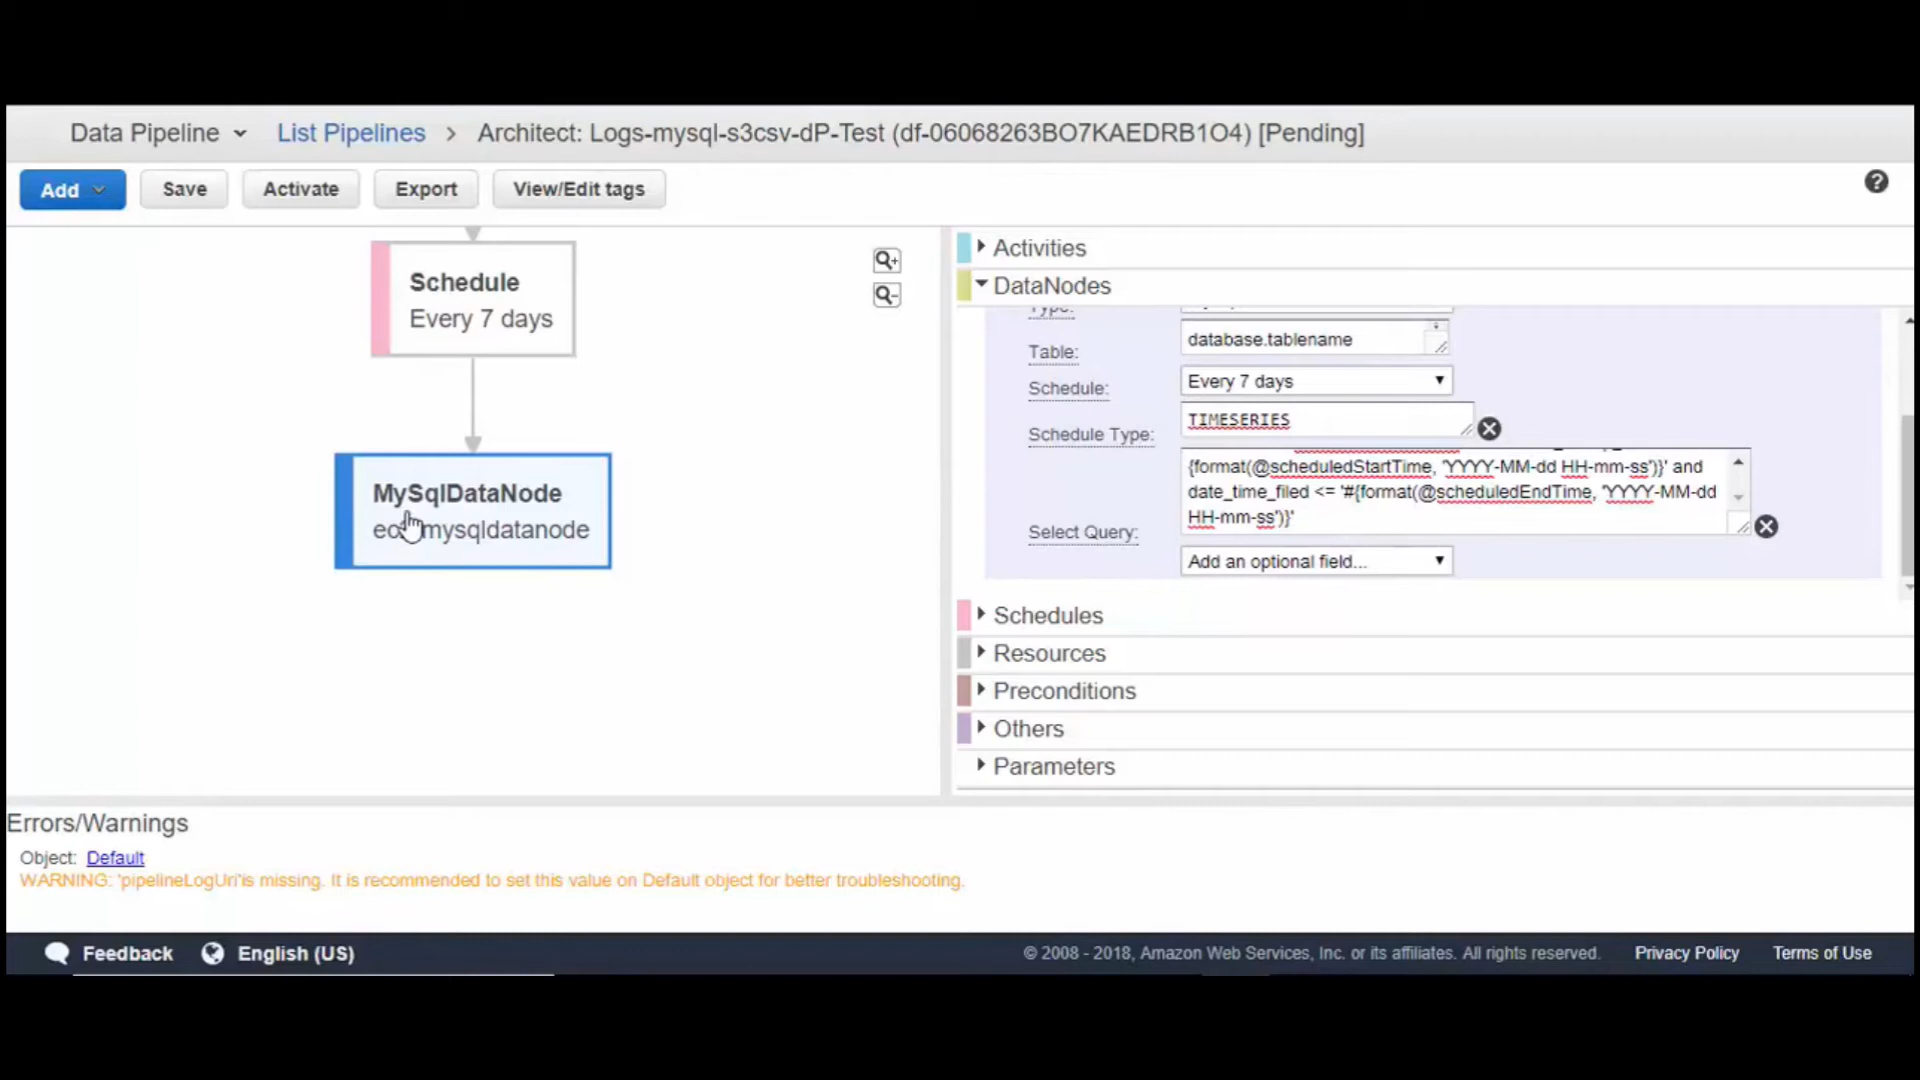 Data Pipeline
List Pipelines > Architect: Logs-mysql-s3csv-dP-Test (df-06068263BO7KAEDRB1O4) [Pending]
Add
Save
Activate
Export
View/Edit tags
Schedule
Every 7 days
MySqlDataNode
mysqldatanode
Activities
DataNodes
Type:
Table:
database.tablename
Schedule:
Every 7 days
Schedule Type:
TIMESERIES
Select Query:
{format(@scheduledStartTime, 'YYYY-MM-dd HH-mm-ss')}' and
date_time_filed <= '#{format(@scheduledEndTime, 'YYYY-MM-dd
HH-mm-ss')}'
Add an optional field...
Schedules
Resources
Preconditions
Others
Parameters
Errors/Warnings
Object: Default
WARNING: 'pipelineLogUri'is missing. It is recommended to set this value on Default object for better troubleshooting.
Feedback
English (US)
© 2008 - 2018, Amazon Web Services, Inc. or its affiliates. All rights reserved.
Privacy Policy
Terms of Use